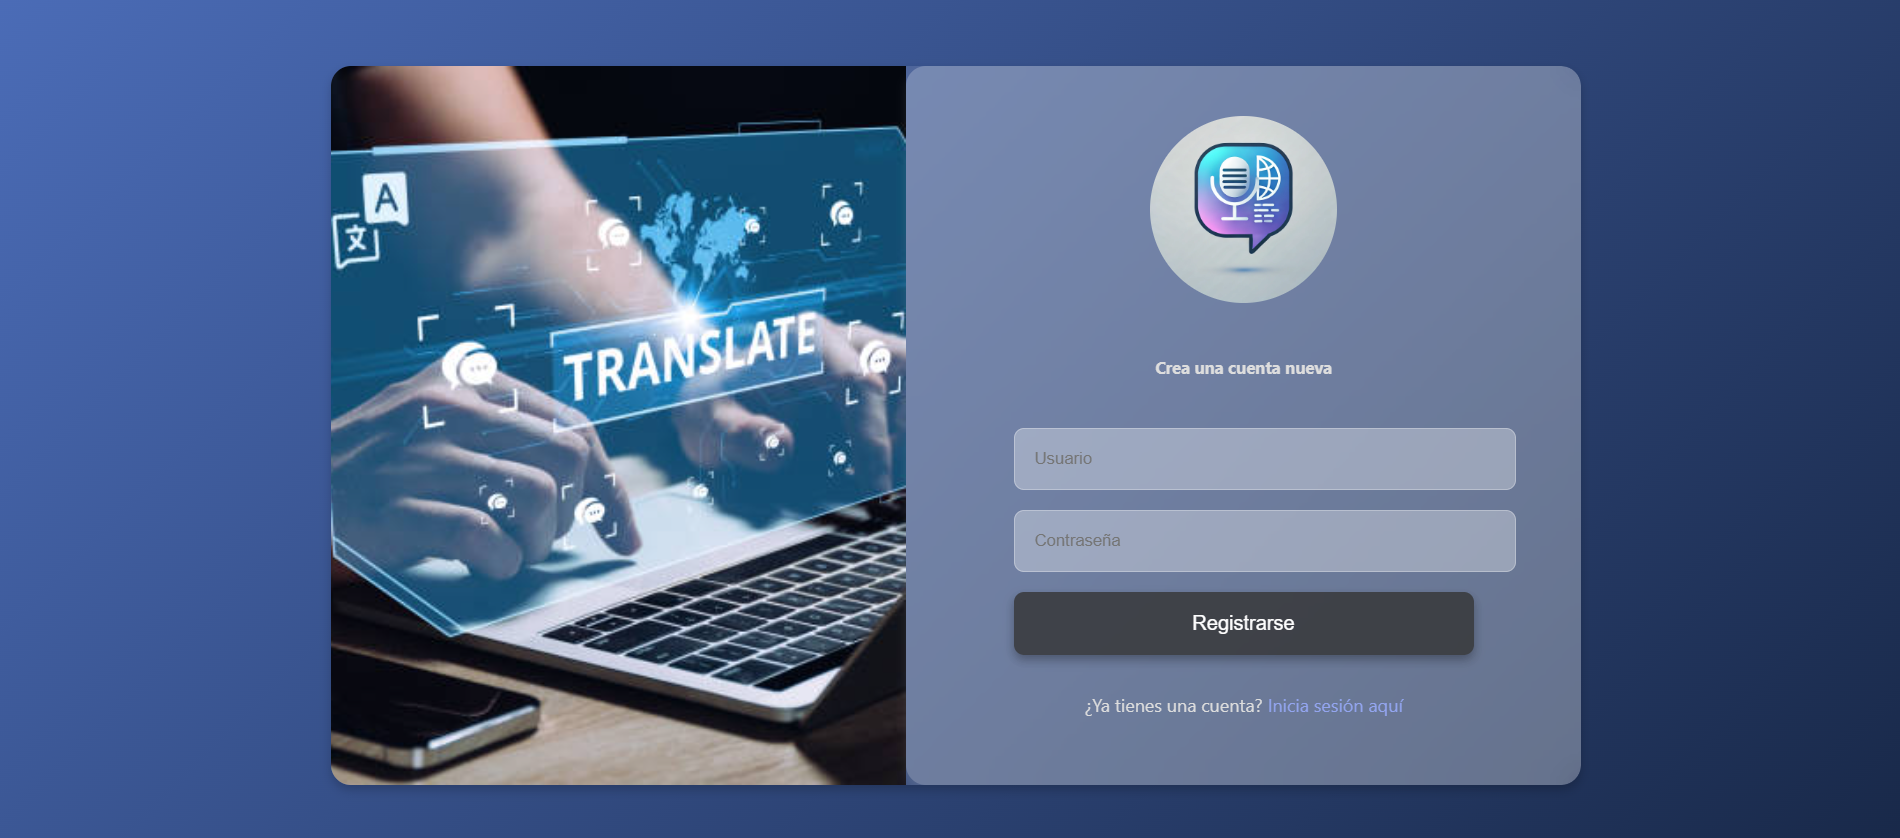 A
文
TRANSLATE
Crea una cuenta nueva
Usuario
Contraseña
Registrarse
¿Ya tienes una cuenta? Inicia sesión aquí